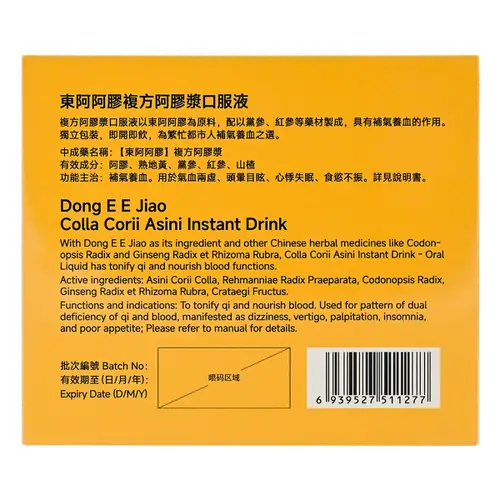 東阿阿膠複方阿膠漿口服液
複方阿膠漿口服液以東阿阿膠為原料，配以黨參、紅參等藥材製成，具有補氣養血的作用。
獨立包裝，即開即飲，為繁忙都市人補氣養血之選。
中成藥名稱：【東阿阿膠】複方阿膠漿
有效成分：阿膠、熟地黃、黨參、紅參、山楂
功能主治：補氣養血。用於氣血兩虛、頭暈目眩、心悸失眠、食慾不振。詳見說明書。
Dong E E Jiao
Colla Corii Asini Instant Drink
With Dong E E Jiao as its ingredient and other Chinese herbal medicines like Codon-
opsis Radix and Ginseng Radix et Rhizoma Rubra, Colla Corii Asini Instant Drink - Oral
Liquid has tonify qi and nourish blood functions.
Active ingredients: Asini Corii Colla, Rehmanniae Radix Praeparata, Codonopsis Radix,
Ginseng Radix et Rhizoma Rubra, Crataegi Fructus.
Functions and indications: To tonify qi and nourish blood. Used for pattern of dual
deficiency of qi and blood, manifested as dizziness, vertigo, palpitation, insomnia,
and poor appetite; Please refer to manual for details.
批次編號 Batch No:
有效期至 (日/月/年):
Expiry Date (D/M/Y)
喷码区域
6 939527 511277